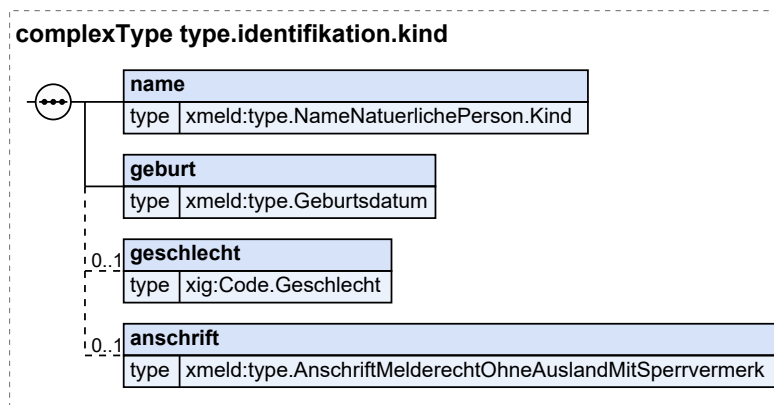 complexType type.identifikation.kind
name
type xmeld:type.NameNatuerlichePerson.Kind
geburt
type xmeld:type.Geburtsdatum
0..1 geschlecht
type xig:Code.Geschlecht
0..1 anschrift
type xmeld:type.AnschriftMelderechtOhneAuslandMitSperrvermerk